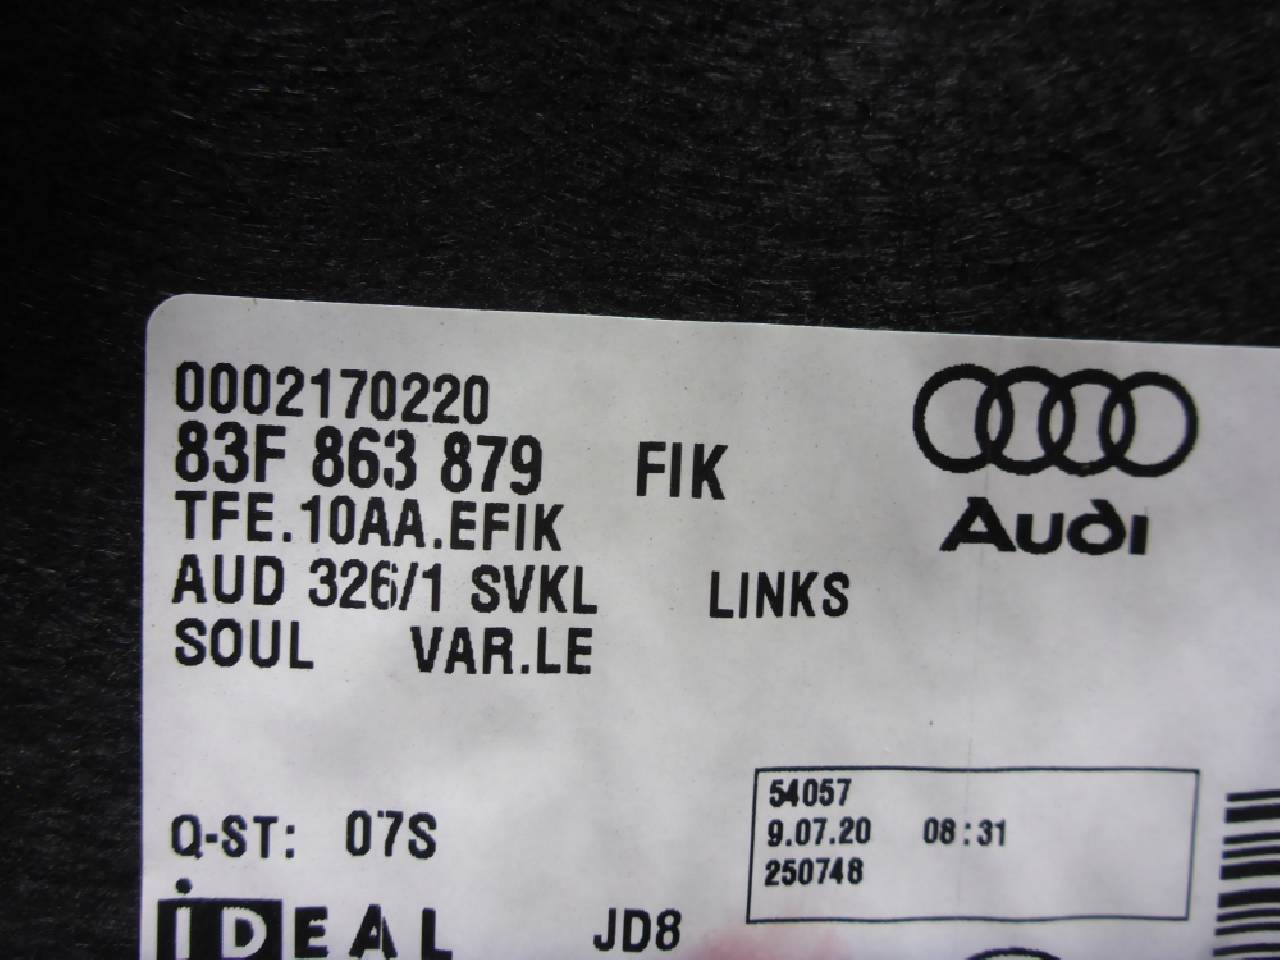 0002170220
83F 863 879 FIK
TFE.10AA.EFIK
AUD 326/1 SVKL LINKS
SOUL VAR.LE
Audi
54057
9.07.20 08:31
250748
Q-ST: 07S
iDEAL JD8